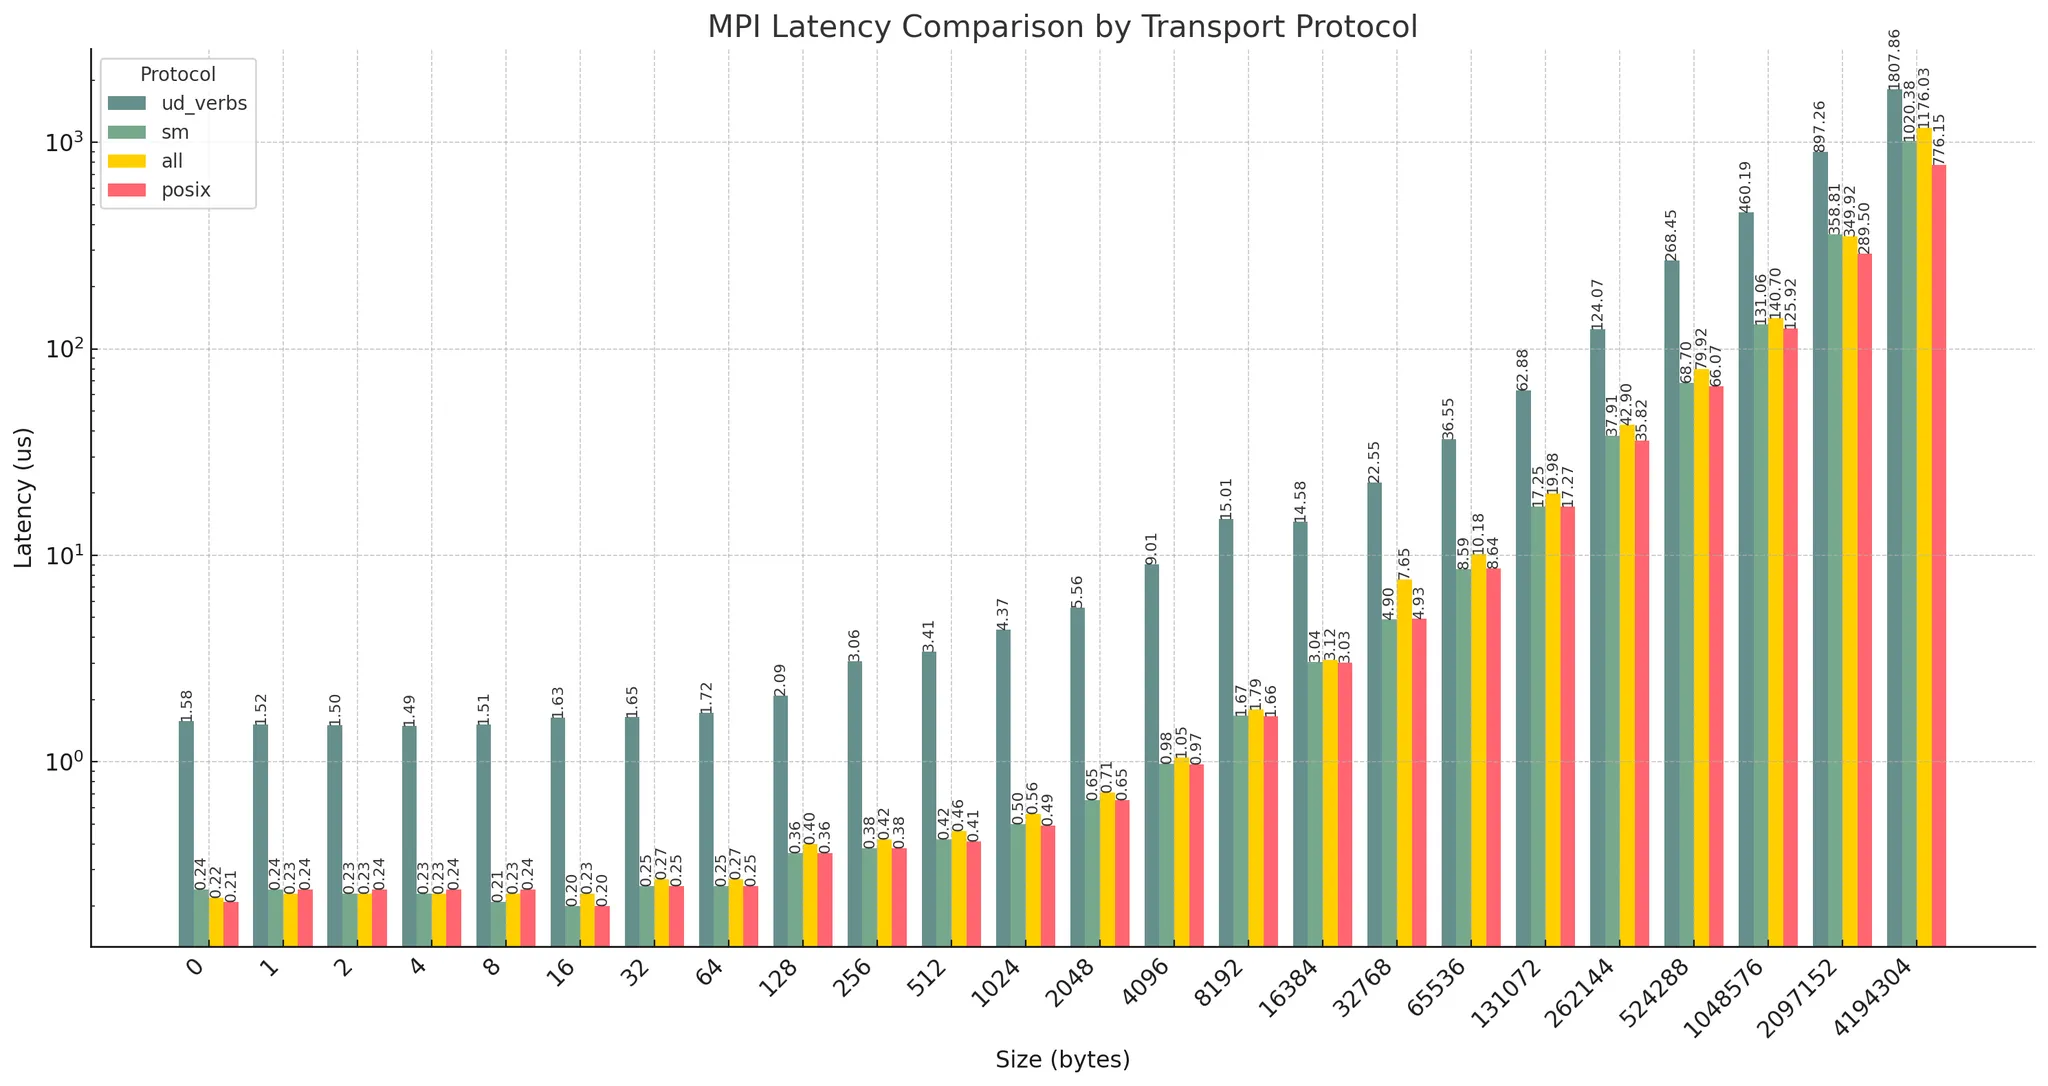 MPI Latency Comparison by Transport Protocol
Protocol
ud_verbs
sm
all
posix
Latency (us)
10³
10²
10¹
10⁰
1.58 0.24 0.22 0.21
1.52 0.24 0.23 0.24
1.50 0.23 0.23 0.24
1.49 0.23 0.23 0.24
1.51 0.21 0.23 0.24
1.63 0.20 0.23 0.20
1.65 0.25 0.27 0.25
1.72 0.25 0.27 0.25
2.09 0.36 0.40 0.36
3.06 0.38 0.42 0.38
3.41 0.42 0.46 0.41
4.37 0.50 0.56 0.49
5.56 0.65 0.71 0.65
9.01 0.98 1.05 0.97
15.01 1.67 1.79 1.66
14.58 3.04 3.12 3.03
22.55 4.90 7.65 4.93
36.55 8.59 10.18 8.64
62.88 17.25 19.98 17.27
124.07 37.91 42.90 35.82
268.45 68.70 79.92 66.07
460.19 131.06 140.70 125.92
897.26 358.81 349.92 289.50
1807.86 1020.38 1176.03 776.15
0 1 2 4 8 16 32 64 128 256 512 1024 2048 4096 8192 16384 32768 65536 131072 262144 524288 1048576 2097152 4194304
Size (bytes)